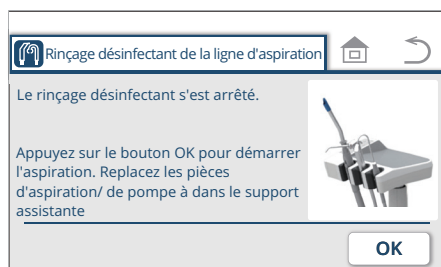 Rinçage désinfectant de la ligne d'aspiration
Le rinçage désinfectant s'est arrêté.
Appuyez sur le bouton OK pour démarrer
l'aspiration. Replacez les pièces
d'aspiration/ de pompe à dans le support
assistante
OK